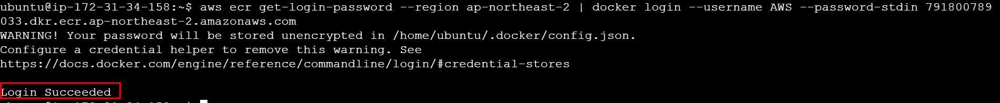 ubuntu@ip-172-31-34-158:~$ aws ecr get-login-password --region ap-northeast-2 | docker login --username AWS --password-stdin 791800789
033.dkr.ecr.ap-northeast-2.amazonaws.com
WARNING! Your password will be stored unencrypted in /home/ubuntu/.docker/config.json.
Configure a credential helper to remove this warning. See
https://docs.docker.com/engine/reference/commandline/login/#credential-stores
Login Succeeded